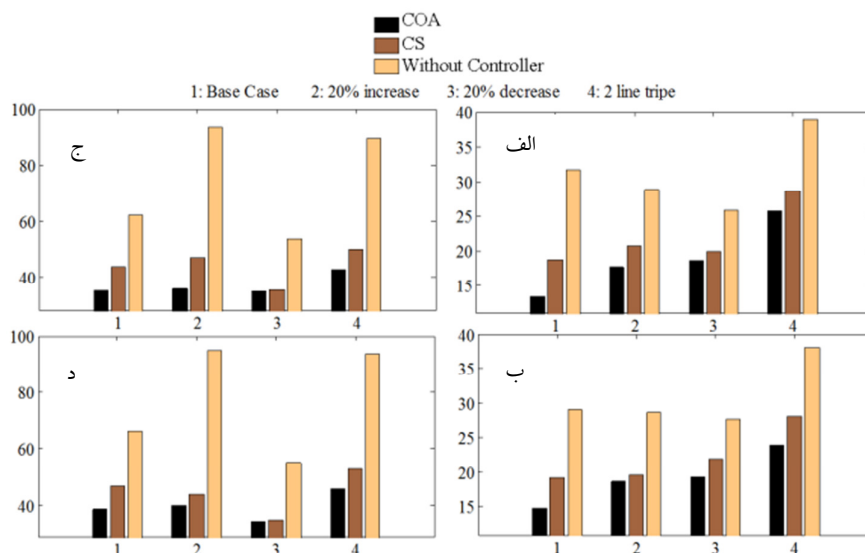 COA
CS
Without Controller
1: Base Case 2: 20% increase 3: 20% decrease 4: 2 line tripe
100
80
60
40
ج
1 2 3 4
40
35
30
25
20
15
الف
1 2 3 4
100
80
60
40
د
1 2 3 4
40
35
30
25
20
15
ب
1 2 3 4